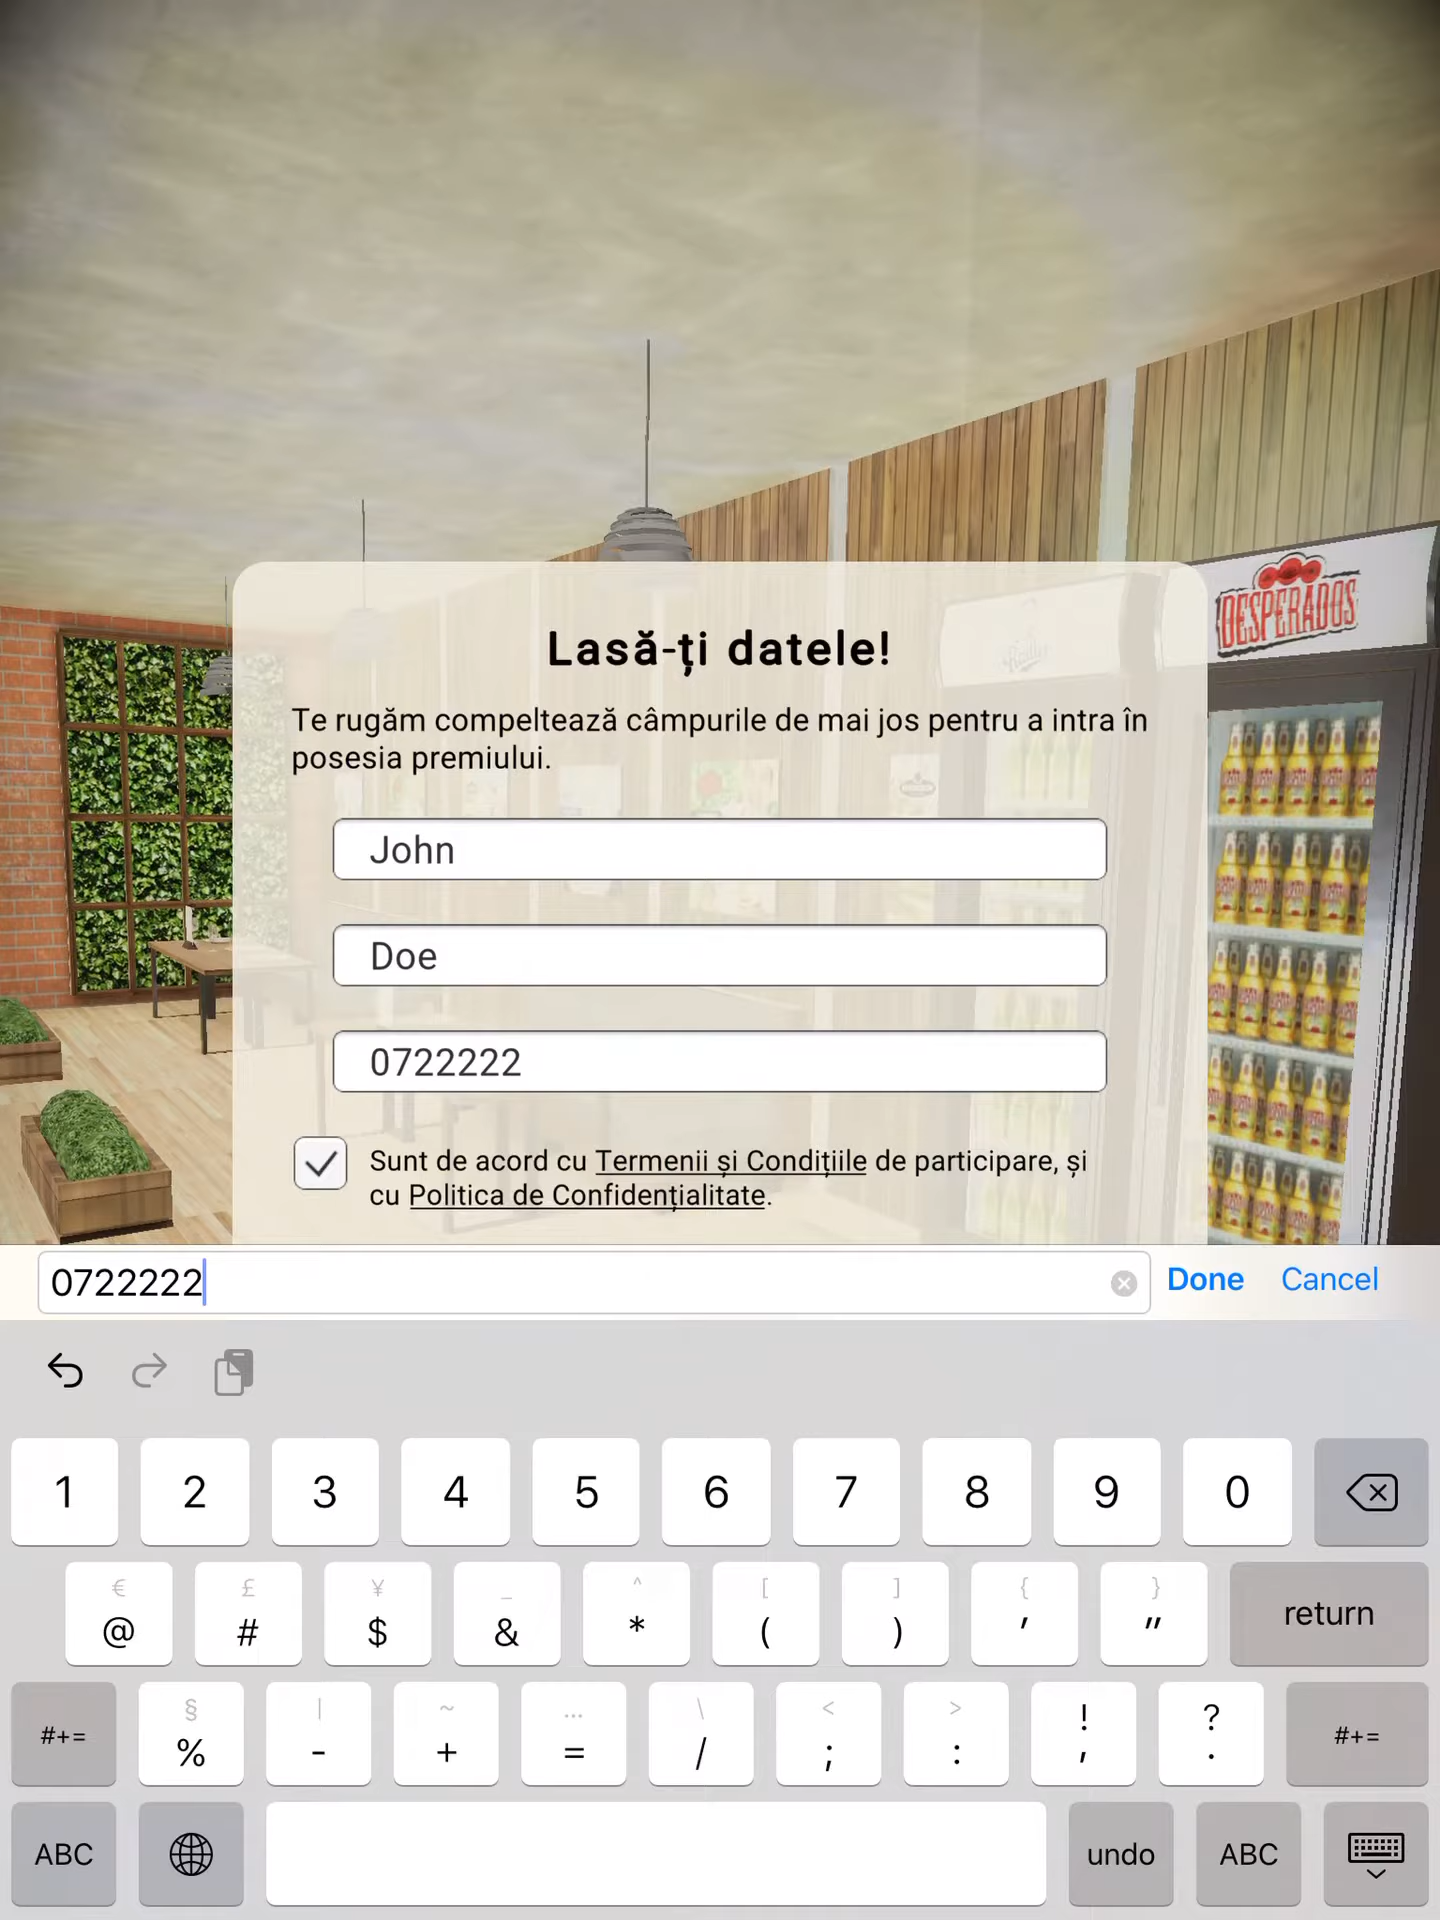 DESPERADOS
Lasă-ți datele!
Te rugăm compeltează câmpurile de mai jos pentru a intra în
posesia premiului.
John
Doe
0722222
Sunt de acord cu Termenii și Condițiile de participare, și
cu Politica de Confidențialitate.
0722222 Done Cancel
1 2 3 4 5 6 7 8 9 0
€ £ ¥ _ ^ [ ] { }
@ # $ & * ( ) ' " return
§ | ~ … \ < > ! ?
#+= % - + = / ; : , . #+=
ABC undo ABC